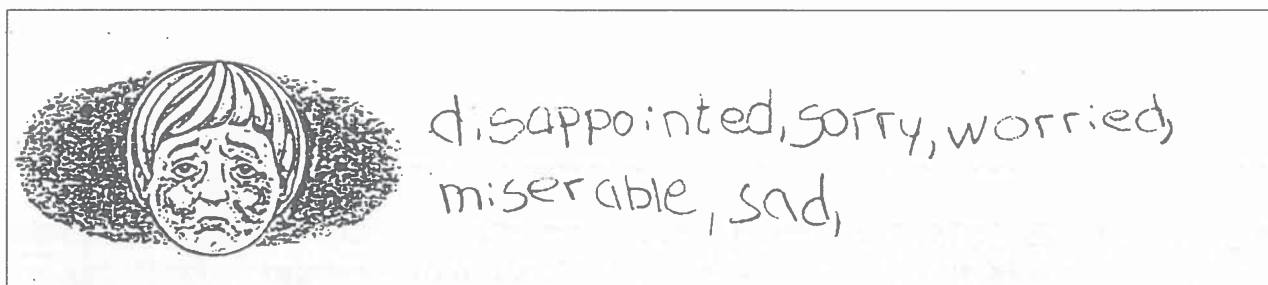 disappointed, sorry, worried,
miserable, sad,